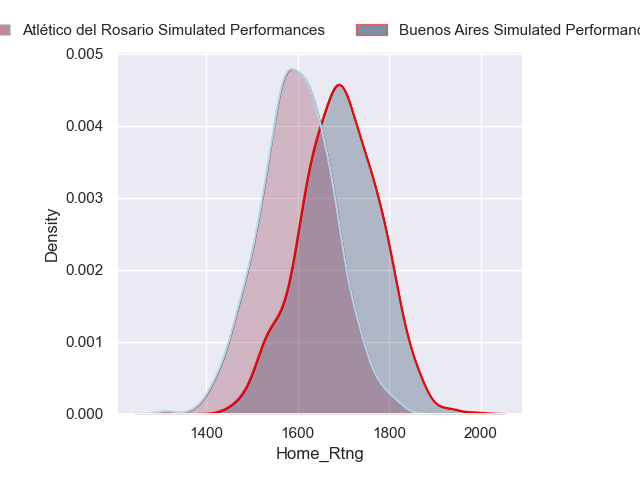 Atlético del Rosario Simulated Performances Buenos Aires Simulated
0.005
0.004
0.003
0.002
0.001
0.000
Density
1400 1600 1800 2000
Home_Rtng